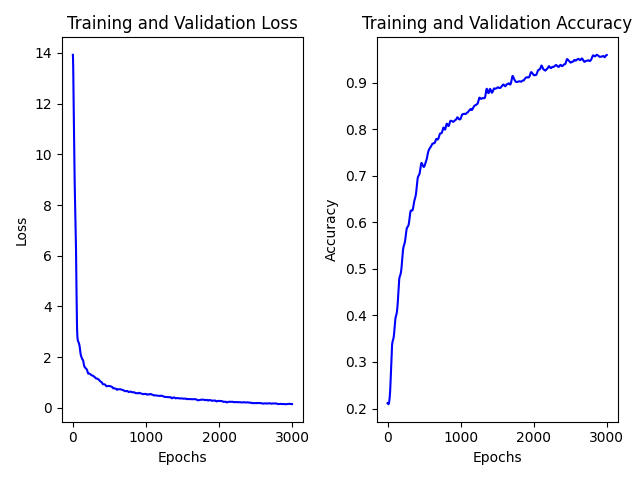 Training and Validation Loss
14
12
10
8
6
4
2
0
Loss
0 1000 2000 3000
Epochs
Training and Validation Accuracy
0.9
0.8
0.7
0.6
0.5
0.4
0.3
0.2
Accuracy
0 1000 2000 3000
Epochs